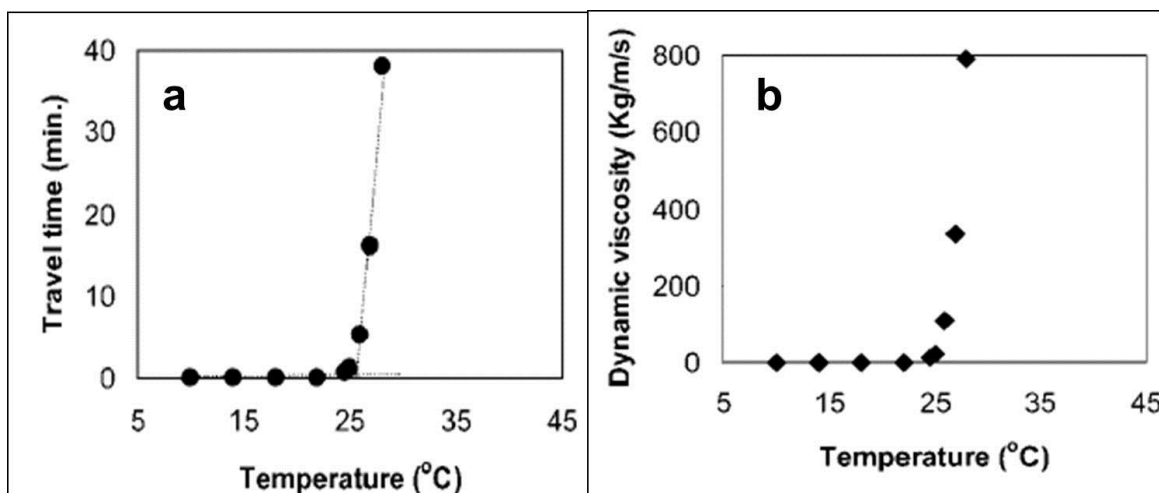 a
Travel time (min.)
40
30
20
10
0
5 15 25 35 45
Temperature (°C)
b
Dynamic viscosity (Kg/m/s)
800
600
400
200
0
5 15 25 35 45
Temperature (°C)